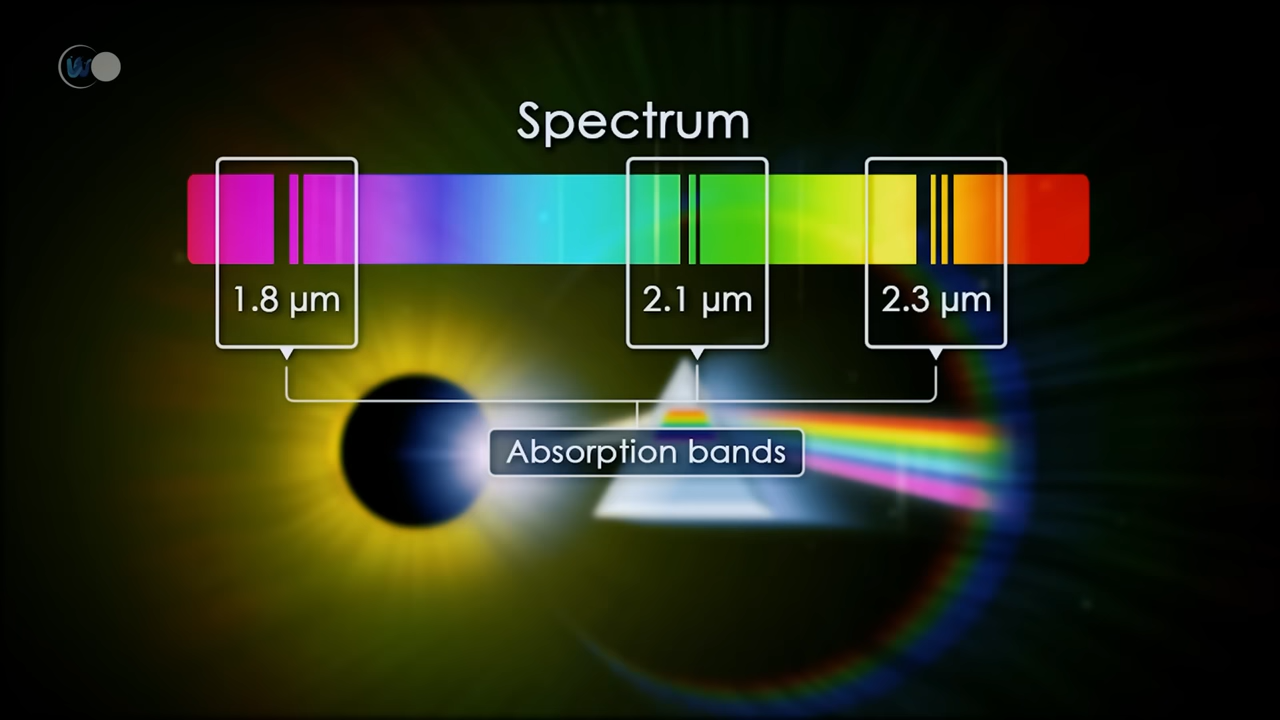 Spectrum
1.8 µm
2.1 µm
2.3 µm
Absorption bands